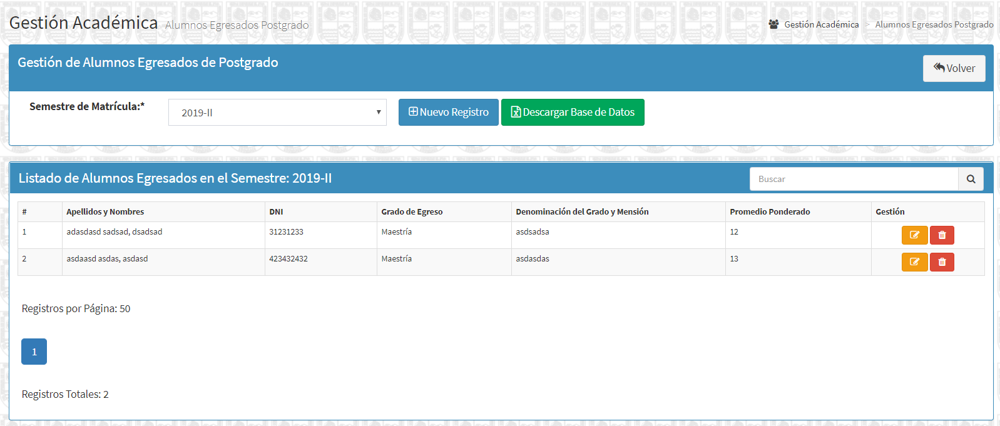 Gestión Académica Alumnos Egresados Postgrado
Gestión Académica > Alumnos Egresados Postgrado
Gestión de Alumnos Egresados de Postgrado
Volver
Semestre de Matrícula:* 2019-II Nuevo Registro Descargar Base de Datos
Listado de Alumnos Egresados en el Semestre: 2019-II
Buscar
# Apellidos y Nombres DNI Grado de Egreso Denominación del Grado y Mensión Promedio Ponderado Gestión
1 adasdasd sadsad, dsadsad 31231233 Maestría asdsadsa 12
2 asdaasd asdas, asdasd 423432432 Maestría asdasdas 13
Registros por Página: 50
1
Registros Totales: 2